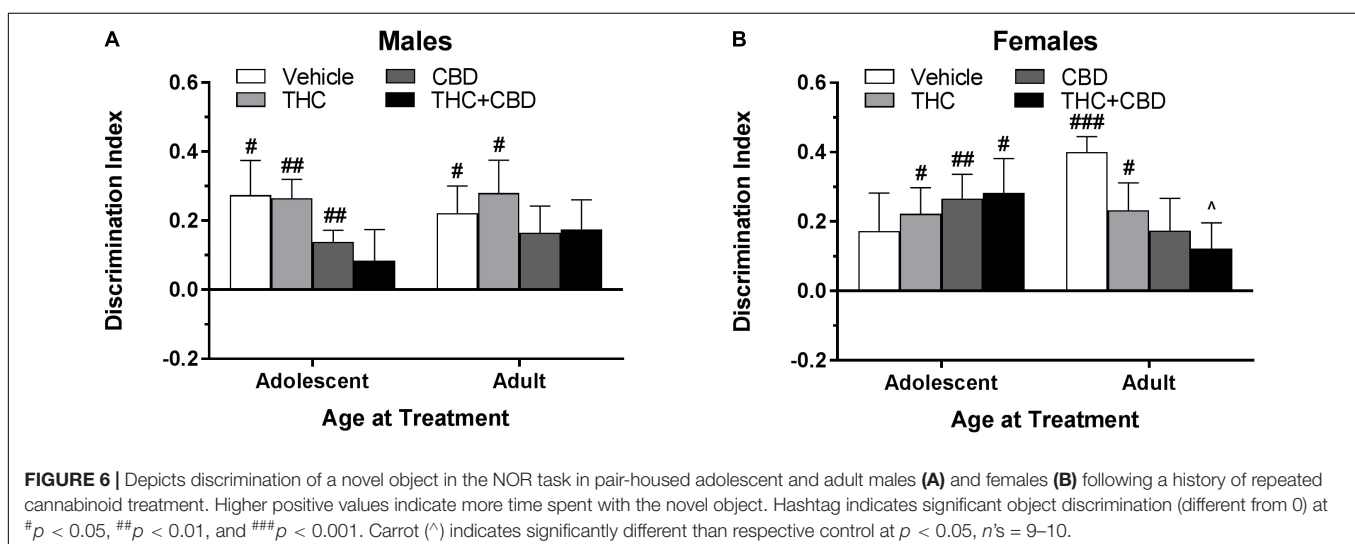 A
Males
Vehicle
CBD
THC
THC+CBD
0.6
0.4
0.2
0.0
-0.2
Discrimination Index
#
##
##
#
#
Adolescent
Adult
Age at Treatment
B
Females
Vehicle
CBD
THC
THC+CBD
0.6
0.4
0.2
0.0
-0.2
Discrimination Index
#
##
#
###
#
^
Adolescent
Adult
Age at Treatment
FIGURE 6 | Depicts discrimination of a novel object in the NOR task in pair-housed adolescent and adult males (A) and females (B) following a history of repeated
cannabinoid treatment. Higher positive values indicate more time spent with the novel object. Hashtag indicates significant object discrimination (different from 0) at
#p < 0.05, ##p < 0.01, and ###p < 0.001. Carrot (^) indicates significantly different than respective control at p < 0.05, n's = 9–10.